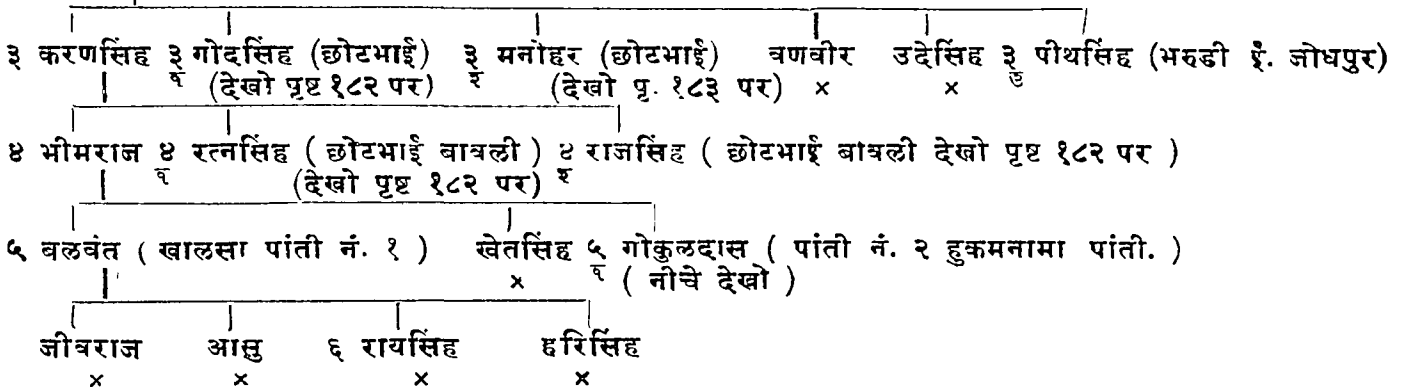 ३ करणसिंह ३ गोदसिंह (छोटभाई) ३ मनोहर (छोटभाई) वणवीर उदेसिंह ३ पीथसिंह (भरुडी ई. जोधपुर)
व (देखो पृष्ट १८२ पर) इ (देखो पृ. १८३ पर) × × उ
४ भीमराज ४ रत्नसिंह ( छोटभाई बावली ) ४ राजसिंह ( छोटभाई बावली देखो पृष्ट १८२ पर )
व (देखो पृष्ट १८२ पर) इ
५ बलवंत ( खालसा पांती नं. १ ) खेतसिंह ५ गोकुलदास ( पांती नं. २ हुकमनामा पांती. )
× व ( नीचे देखो )
जीवराज आसु ६ रायसिंह हरिसिंह
× × × ×